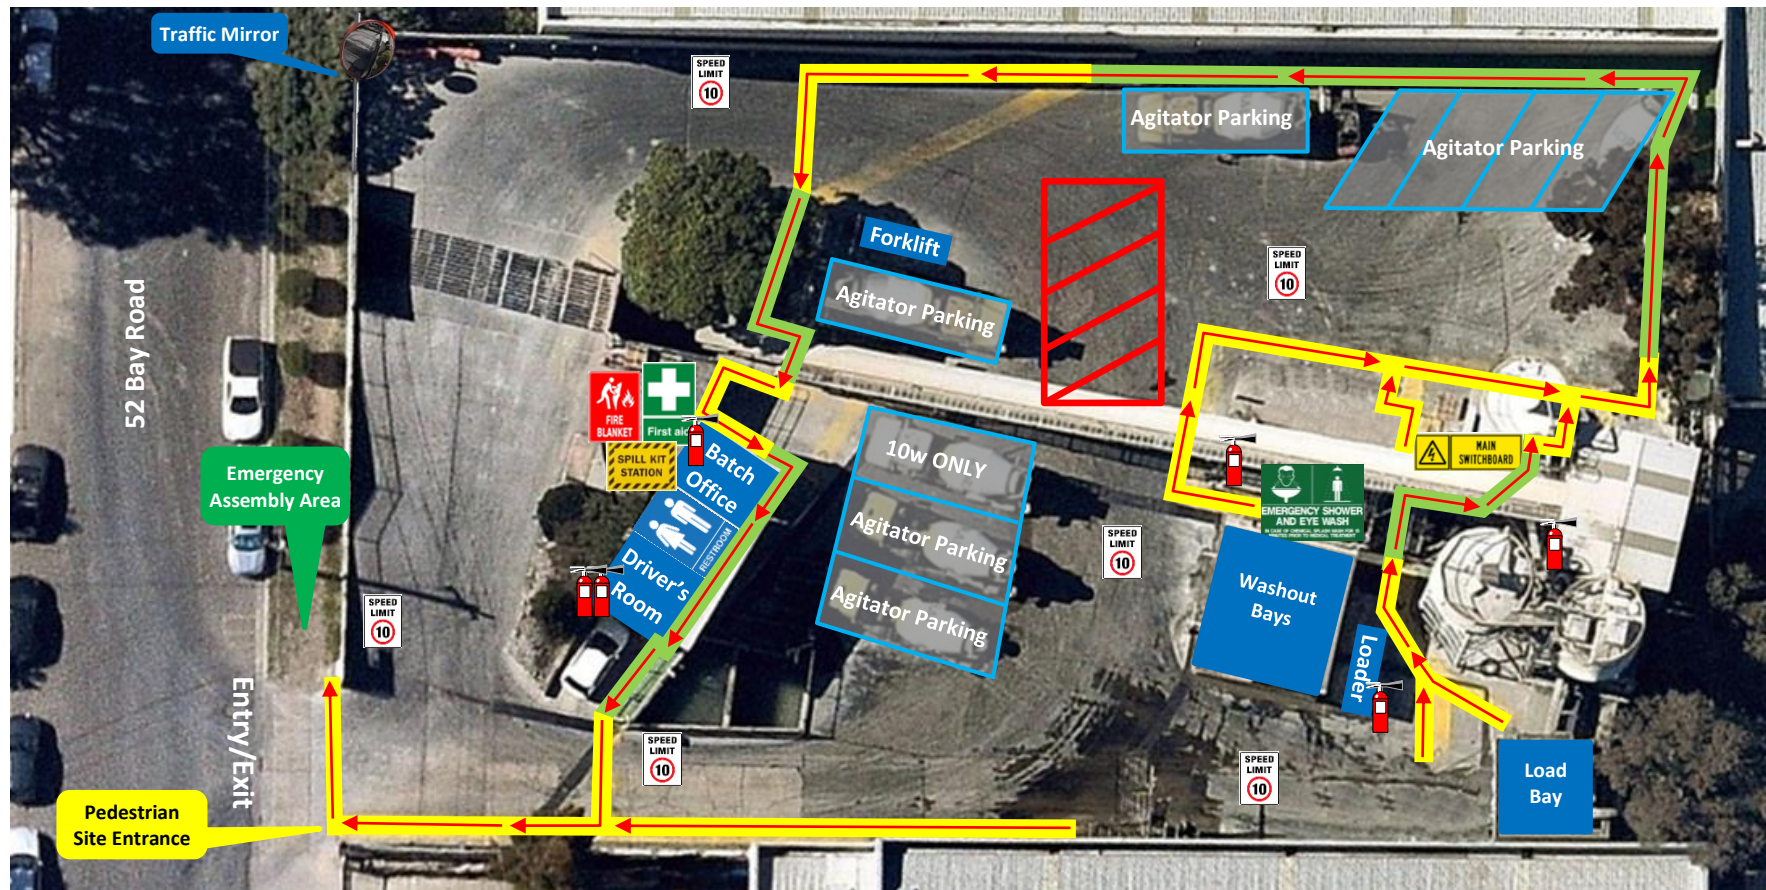 Traffic Mirror
SPEED
LIMIT
10
Agitator Parking
Agitator Parking
Forklift
SPEED
LIMIT
10
Agitator Parking
52 Bay Road
FIRE
BLANKET
First aid
SPILL KIT
STATION
Batch
Office
RESTROOM
Driver's
Room
10w ONLY
Agitator Parking
Agitator Parking
MAIN
SWITCHBOARD
EMERGENCY SHOWER
AND EYE WASH
Emergency
Assembly Area
SPEED
LIMIT
10
SPEED
LIMIT
10
Washout
Bays
Loader
Entry/Exit
SPEED
LIMIT
10
SPEED
LIMIT
10
Load
Bay
Pedestrian
Site Entrance